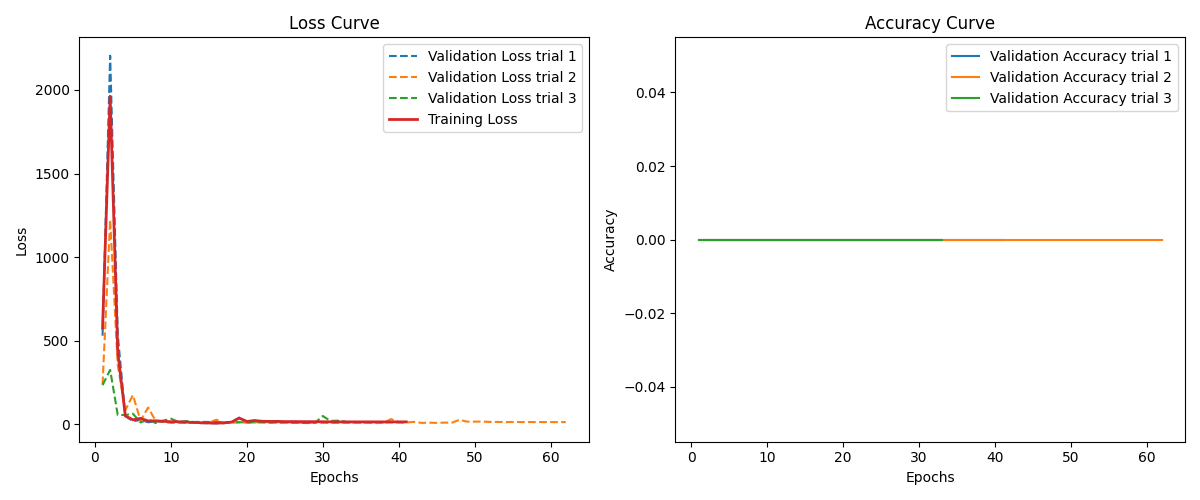 Loss Curve
Validation Loss trial 1
Validation Loss trial 2
Validation Loss trial 3
Training Loss
2000
1500
1000
500
0
Loss
0 10 20 30 40 50 60
Epochs
Accuracy Curve
Validation Accuracy trial 1
Validation Accuracy trial 2
Validation Accuracy trial 3
0.04
0.02
0.00
−0.02
−0.04
Accuracy
0 10 20 30 40 50 60
Epochs